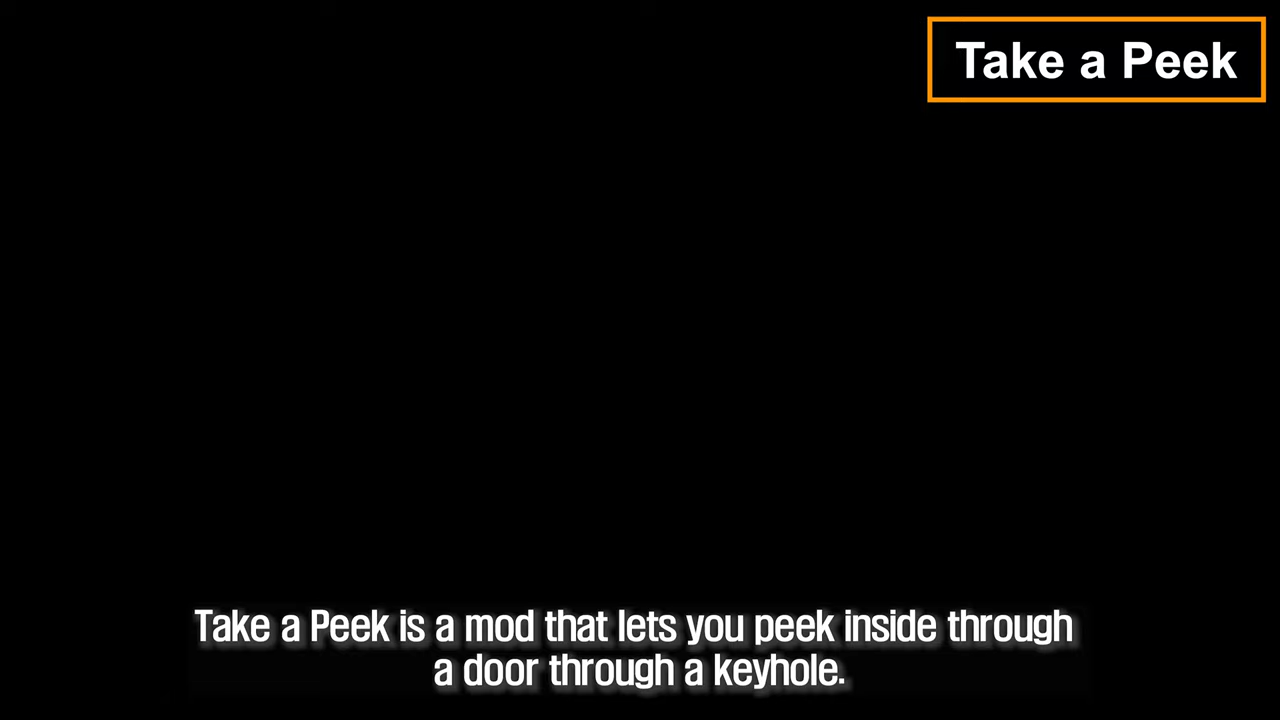 Take a Peek
Take a Peek is a mod that lets you peek inside through
a door through a keyhole.